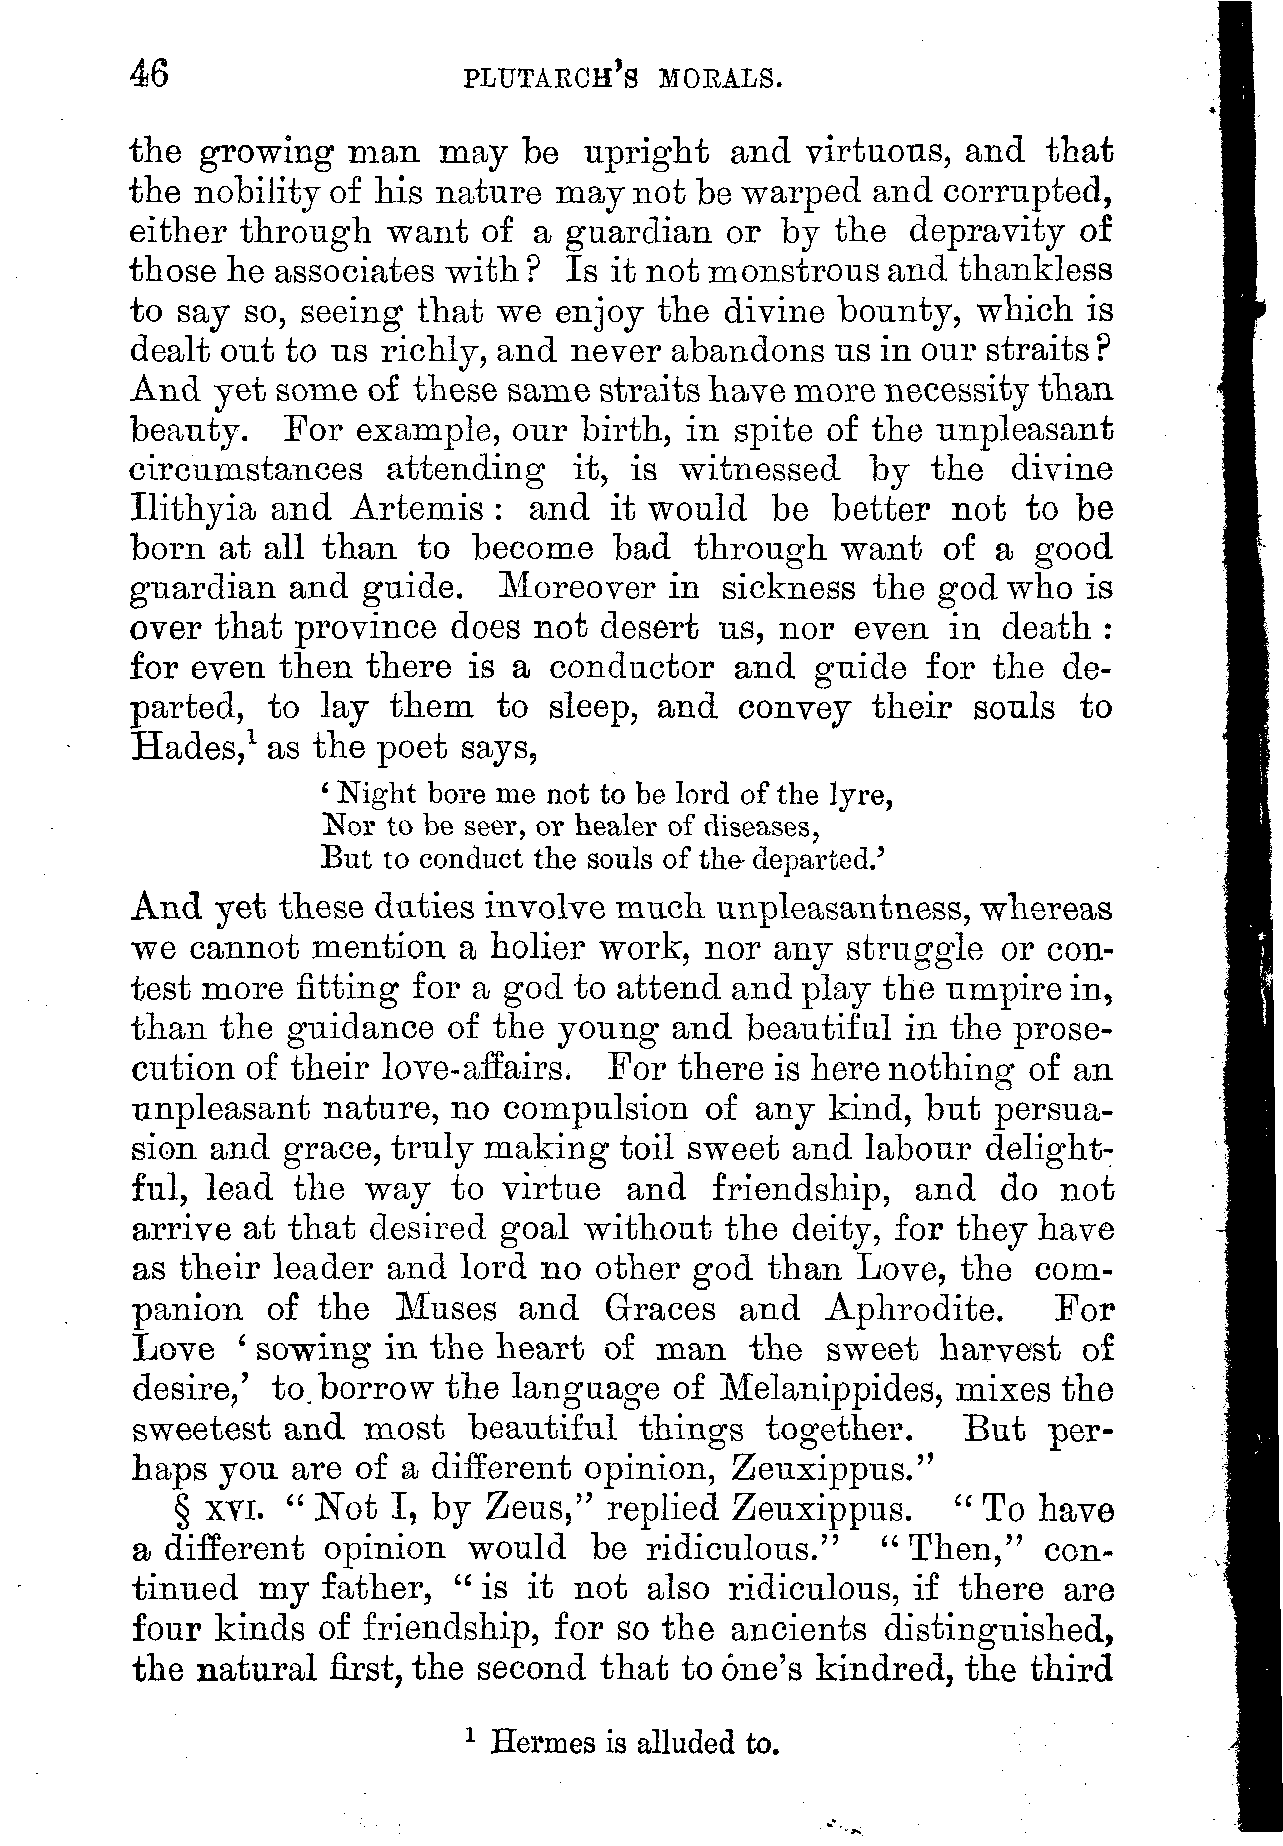 46 PLUTARCH'S MORALS.
the growing man may be upright and virtuous, and that
the nobility of his nature may not be warped and corrupted,
either through want of a guardian or by the depravity of
those he associates with? Is it not monstrous and thankless
to say so, seeing that we enjoy the divine bounty, which is
dealt out to us richly, and never abandons us in our straits?
And yet some of these same straits have more necessity than
beauty. For example, our birth, in spite of the unpleasant
circumstances attending it, is witnessed by the divine
Ilithyia and Artemis: and it would be better not to be
born at all than to become bad through want of a good
guardian and guide. Moreover in sickness the god who is
over that province does not desert us, nor even in death:
for even then there is a conductor and guide for the de-
parted, to lay them to sleep, and convey their souls to
Hades,¹ as the poet says,
'Night bore me not to be lord of the lyre,
Nor to be seer, or healer of diseases,
But to conduct the souls of the departed.'
And yet these duties involve much unpleasantness, whereas
we cannot mention a holier work, nor any struggle or con-
test more fitting for a god to attend and play the umpire in,
than the guidance of the young and beautiful in the prose-
cution of their love-affairs. For there is here nothing of an
unpleasant nature, no compulsion of any kind, but persua-
sion and grace, truly making toil sweet and labour delight-
ful, lead the way to virtue and friendship, and do not
arrive at that desired goal without the deity, for they have
as their leader and lord no other god than Love, the com-
panion of the Muses and Graces and Aphrodite. For
Love 'sowing in the heart of man the sweet harvest of
desire,' to borrow the language of Melanippides, mixes the
sweetest and most beautiful things together. But per-
haps you are of a different opinion, Zeuxippus."
§ XVI. "Not I, by Zeus," replied Zeuxippus. "To have
a different opinion would be ridiculous." "Then," con-
tinued my father, "is it not also ridiculous, if there are
four kinds of friendship, for so the ancients distinguished,
the natural first, the second that to one's kindred, the third
¹ Hermes is alluded to.